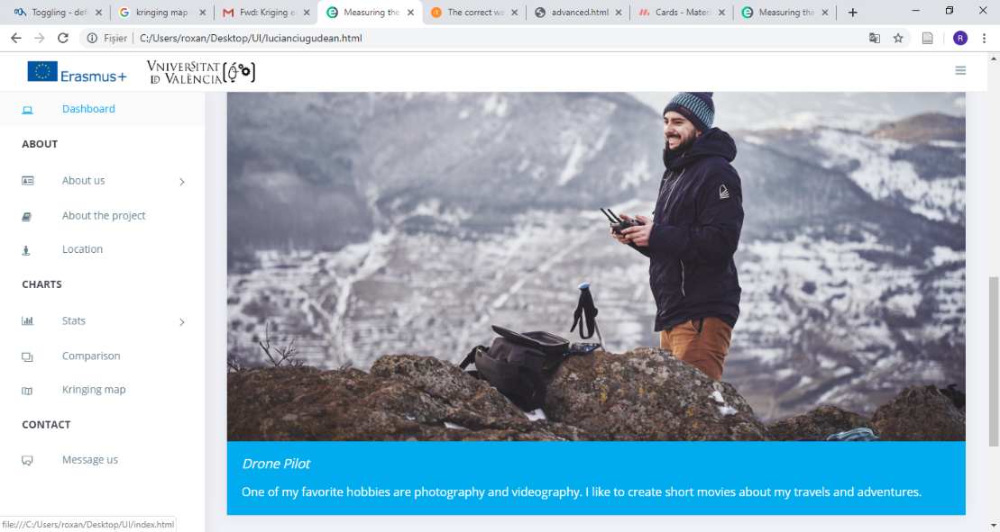 Toggling - def
kringing map -
Fwd: Kriging e
Measuring the
The correct wa
advanced.html
Cards - Materi
Measuring the
Fișier
C:/Users/roxan/Desktop/UI/lucianciugudean.html
R
Erasmus+
VNIVERSITAT
ID VALÈNCIA
Dashboard
ABOUT
About us
About the project
Location
CHARTS
Stats
Comparison
Kringing map
CONTACT
Message us
Drone Pilot
One of my favorite hobbies are photography and videography. I like to create short movies about my travels and adventures.
file:///C:/Users/roxan/Desktop/UI/index.html